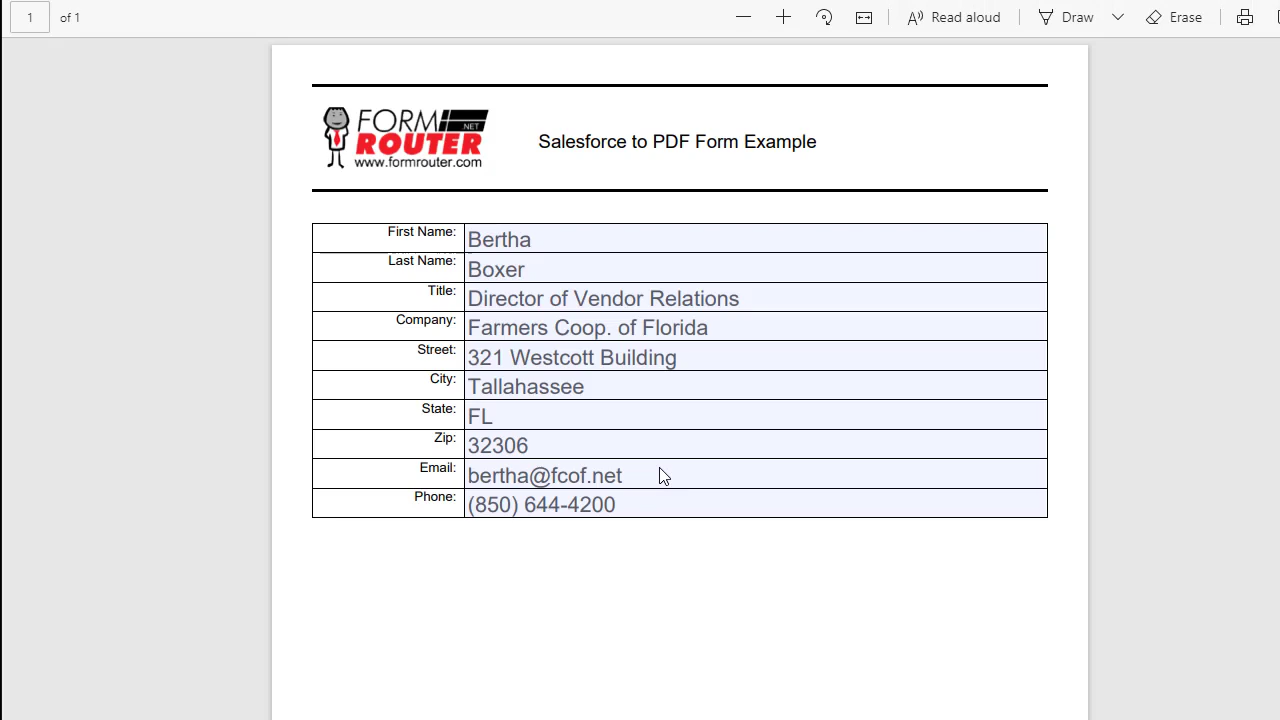 1 of 1 Read aloud Draw Erase
FORM
NET
ROUTER
www.formrouter.com
Salesforce to PDF Form Example
First Name: Bertha
Last Name: Boxer
Title: Director of Vendor Relations
Company: Farmers Coop. of Florida
Street: 321 Westcott Building
City: Tallahassee
State: FL
Zip: 32306
Email: bertha@fcof.net
Phone: (850) 644-4200